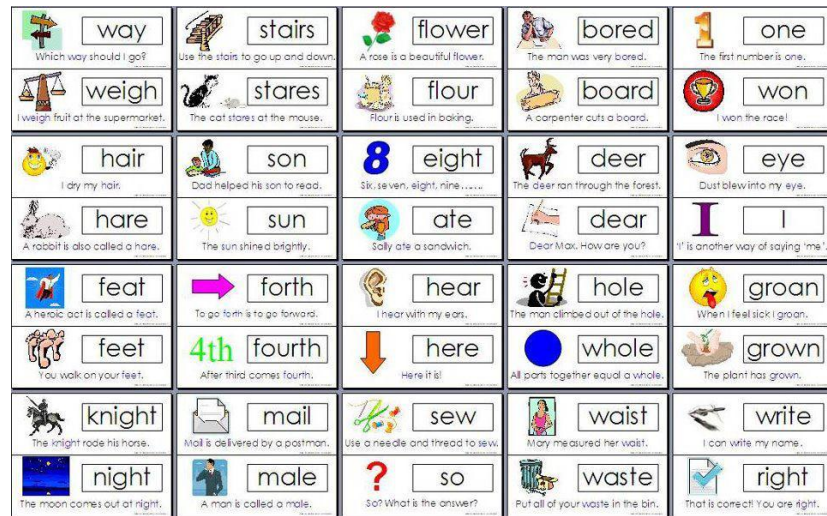 way
Which way should I go?
weigh
I weigh fruit at the supermarket.
stairs
Use the stairs to go up and down.
stares
The cat stares at the mouse.
flower
A rose is a beautiful flower.
flour
Flour is used in baking.
bored
The man was very bored.
board
A carpenter cuts a board.
1
one
The first number is one.
won
I won the race!
hair
I dry my hair.
hare
A rabbit is also called a hare.
son
Dad helped his son to read.
sun
The sun shined brightly.
8
eight
Six, seven, eight, nine......
ate
Sally ate a sandwich.
deer
The deer ran through the forest.
dear
Dear Max. How are you?
eye
Dust blew into my eye.
I
I
'I' is another way of saying 'me'.
feat
A heroic act is called a feat.
feet
You walk on your feet.
forth
To go forth is to go forward.
4th
fourth
After third comes fourth.
hear
I hear with my ears.
here
Here it is!
hole
The man climbed out of the hole.
whole
All parts together equal a whole.
groan
When I feel sick I groan.
grown
The plant has grown.
knight
The knight rode his horse.
night
The moon comes out at night.
mail
Mail is delivered by a postman.
male
A man is called a male.
sew
Use a needle and thread to sew.
?
so
So? What is the answer?
waist
Mary measured her waist.
waste
Put all of your waste in the bin.
write
I can write my name.
right
That is correct! You are right.